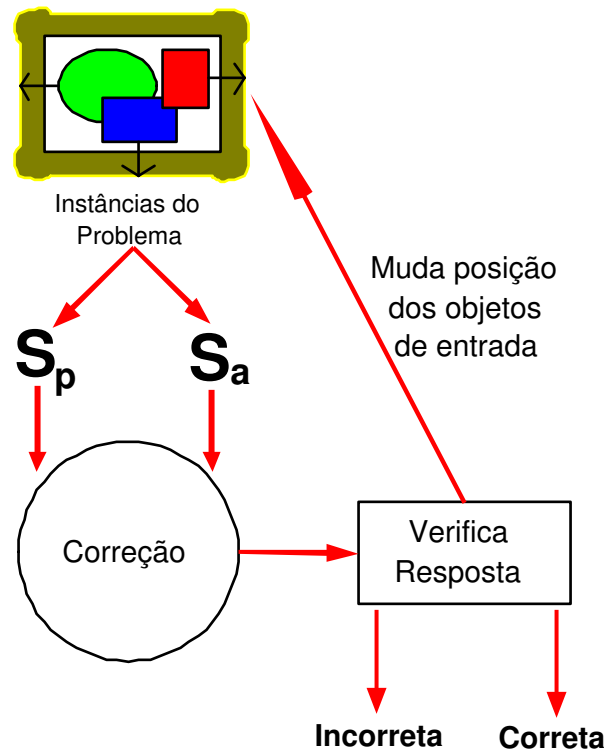 Instâncias do
Problema
Muda posição
dos objetos
de entrada
Sp
Sa
Correção
Verifica
Resposta
Incorreta
Correta